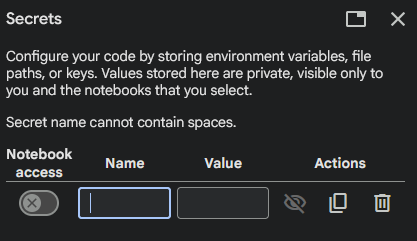 Secrets
Configure your code by storing environment variables, file
paths, or keys. Values stored here are private, visible only to
you and the notebooks that you select.
Secret name cannot contain spaces.
Notebook
access
Name
Value
Actions